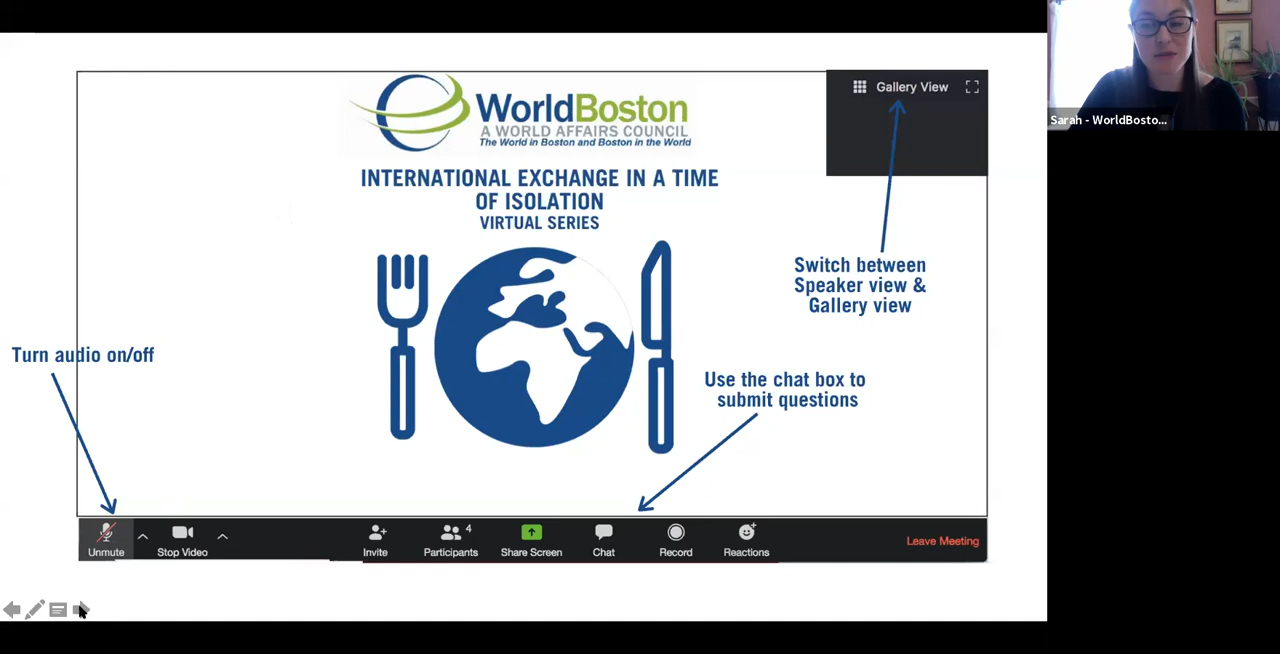 Gallery View
Sarah - WorldBosto...
WorldBoston
A WORLD AFFAIRS COUNCIL
The World in Boston and Boston in the World
INTERNATIONAL EXCHANGE IN A TIME
OF ISOLATION
VIRTUAL SERIES
Switch between
Speaker view &
Gallery view
Turn audio on/off
Use the chat box to
submit questions
4
Unmute
Stop Video
Invite
Participants
Share Screen
Chat
Record
Reactions
Leave Meeting